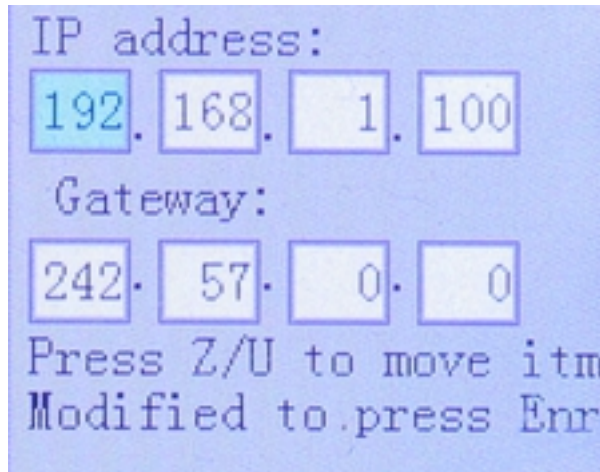 IP address:
192. 168. 1. 100
Gateway:
242. 57. 0. 0
Press Z/U to move itm
Modified to press Enr